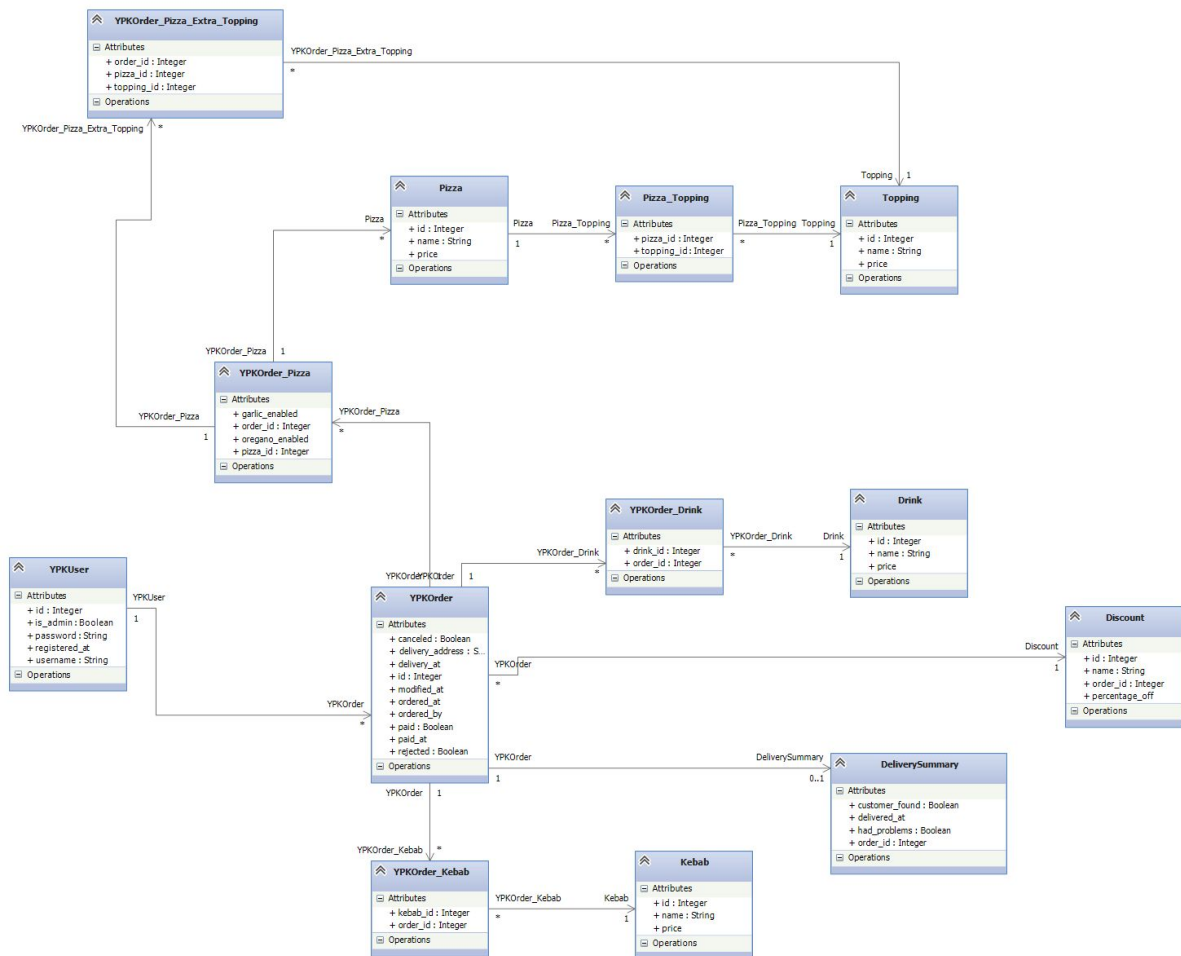 YPKOrder_Pizza_Extra_Topping
Attributes
+ order_id : Integer
+ pizza_id : Integer
+ topping_id : Integer
Operations
YPKOrder_Pizza_Extra_Topping
*
YPKOrder_Pizza_Extra_Topping *
Topping 1
Pizza
Attributes
+ id : Integer
+ name : String
+ price
Operations
Pizza
*
Pizza
1
Pizza_Topping
*
Pizza_Topping
Attributes
+ pizza_id : Integer
+ topping_id : Integer
Operations
Pizza_Topping
*
Topping
1
Topping
Attributes
+ id : Integer
+ name : String
+ price
Operations
YPKOrder_Pizza 1
YPKOrder_Pizza
Attributes
+ garlic_enabled
+ order_id : Integer
+ oregano_enabled
+ pizza_id : Integer
Operations
YPKOrder_Pizza
1
YPKOrder_Pizza
*
YPKOrder_Drink
Attributes
+ drink_id : Integer
+ order_id : Integer
Operations
YPKOrder_Drink
*
YPKOrder_Drink
*
Drink
1
Drink
Attributes
+ id : Integer
+ name : String
+ price
Operations
YPKUser
Attributes
+ id : Integer
+ is_admin : Boolean
+ password : String
+ registered_at
+ username : String
Operations
YPKUser
1
YPKOrder
*
YPKOrder 1
YPKOrder 1
YPKOrder
Attributes
+ canceled : Boolean
+ delivery_address : S...
+ delivery_at
+ id : Integer
+ modified_at
+ ordered_at
+ ordered_by
+ paid : Boolean
+ paid_at
+ rejected : Boolean
Operations
YPKOrder
*
Discount
1
Discount
Attributes
+ id : Integer
+ name : String
+ order_id : Integer
+ percentage_off
Operations
YPKOrder
1
DeliverySummary
0..1
DeliverySummary
Attributes
+ customer_found : Boolean
+ delivered_at
+ had_problems : Boolean
+ order_id : Integer
Operations
YPKOrder 1
YPKOrder_Kebab *
YPKOrder_Kebab
Attributes
+ kebab_id : Integer
+ order_id : Integer
Operations
YPKOrder_Kebab
*
Kebab
1
Kebab
Attributes
+ id : Integer
+ name : String
+ price
Operations